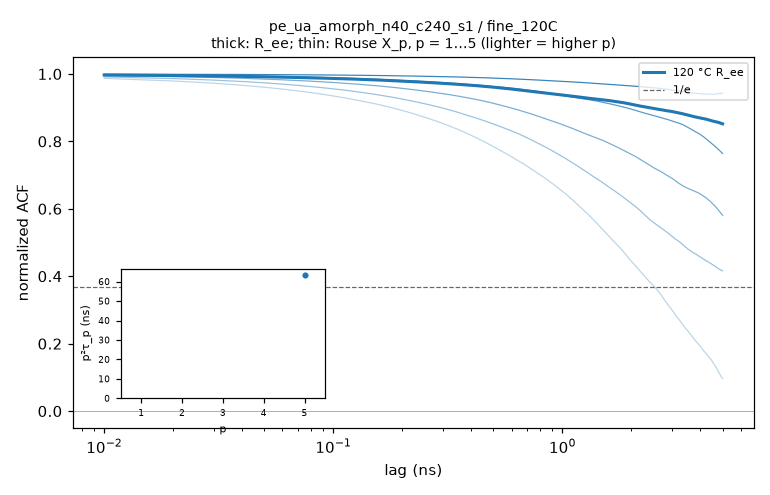 pe_ua_amorph_n40_c240_s1 / fine_120C
thick: R_ee; thin: Rouse X_p, p = 1…5 (lighter = higher p)
120 °C R_ee
1/e
normalized ACF
1.0
0.8
0.6
0.4
0.2
0.0
p²τ_p (ns)
60
50
40
30
20
10
0
1 2 3 4 5
p
10⁻² 10⁻¹ 10⁰
lag (ns)